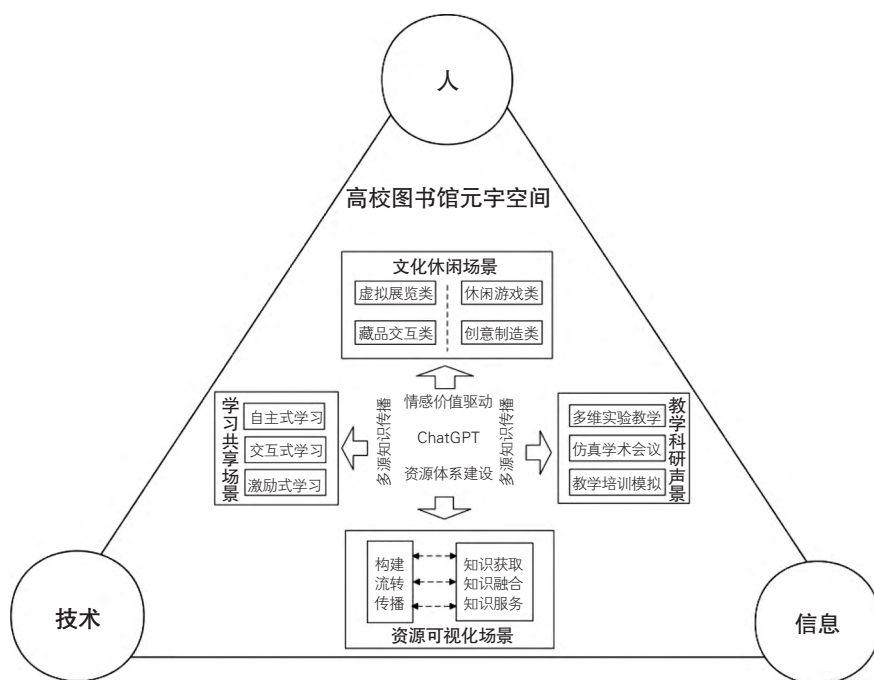 人
高校图书馆元宇空间
文化休闲场景
虚拟展览类
休闲游戏类
藏品交互类
创意制造类
学习共享场景
自主式学习
交互式学习
激励式学习
多源知识传播
情感价值驱动
ChatGPT
资源体系建设
多源知识传播
多维实验教学
仿真学术会议
教学培训模拟
教学科研声景
构建
流转
传播
知识获取
知识融合
知识服务
资源可视化场景
技术
信息